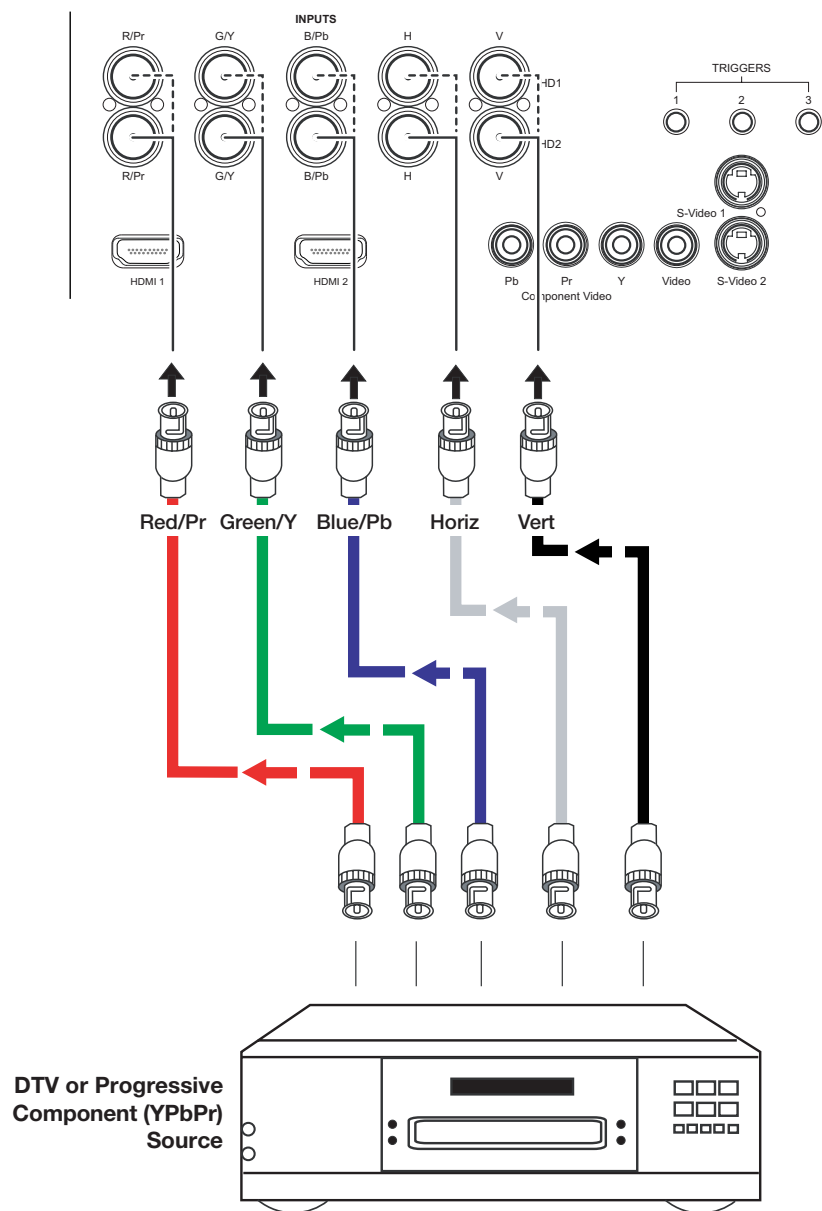 INPUTS
R/Pr G/Y B/Pb H V
HD1
HD2
R/Pr G/Y B/Pb H V
TRIGGERS
1 2 3
S-Video 1
HDMI 1 HDMI 2
Pb Pr Y Video S-Video 2
Component Video
Red/Pr Green/Y Blue/Pb Horiz Vert
DTV or Progressive
Component (YPbPr)
Source